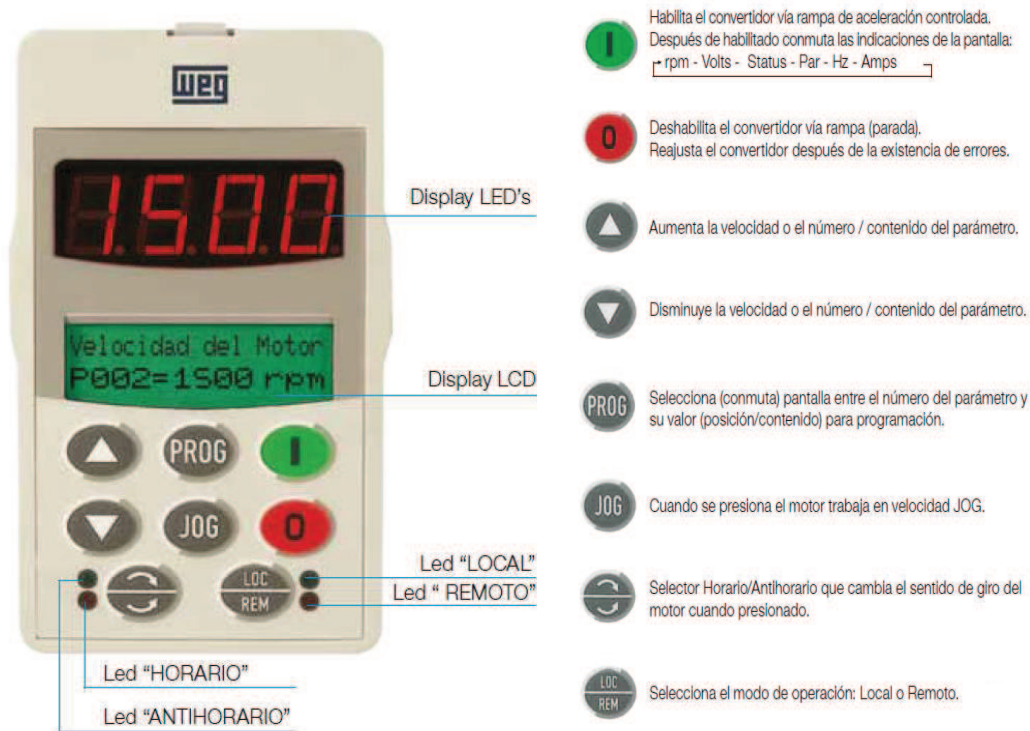 weg
1500
Display LED's
Velocidad del Motor
P002=1500 rpm
Display LCD
PROG
I
JOG
0
LOC
REM
Led "LOCAL"
Led " REMOTO"
Led "HORARIO"
Led "ANTIHORARIO"
I
Habilita el convertidor vía rampa de aceleración controlada.
Después de habilitado conmuta las indicaciones de la pantalla:
rpm - Volts - Status - Par - Hz - Amps
0
Deshabilita el convertidor vía rampa (parada).
Reajusta el convertidor después de la existencia de errores.
Aumenta la velocidad o el número / contenido del parámetro.
Disminuye la velocidad o el número / contenido del parámetro.
PROG
Selecciona (conmuta) pantalla entre el número del parámetro y
su valor (posición/contenido) para programación.
JOG
Cuando se presiona el motor trabaja en velocidad JOG.
Selector Horario/Antihorario que cambia el sentido de giro del
motor cuando presionado.
LOC
REM
Selecciona el modo de operación: Local o Remoto.